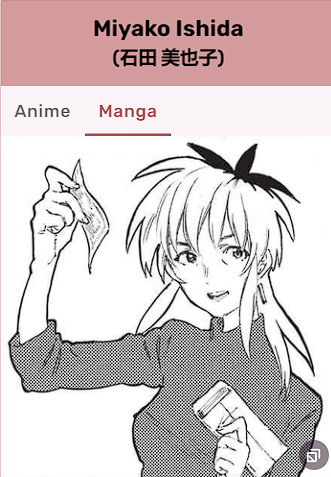 Miyako Ishida
(石田 美也子)
Anime
Manga